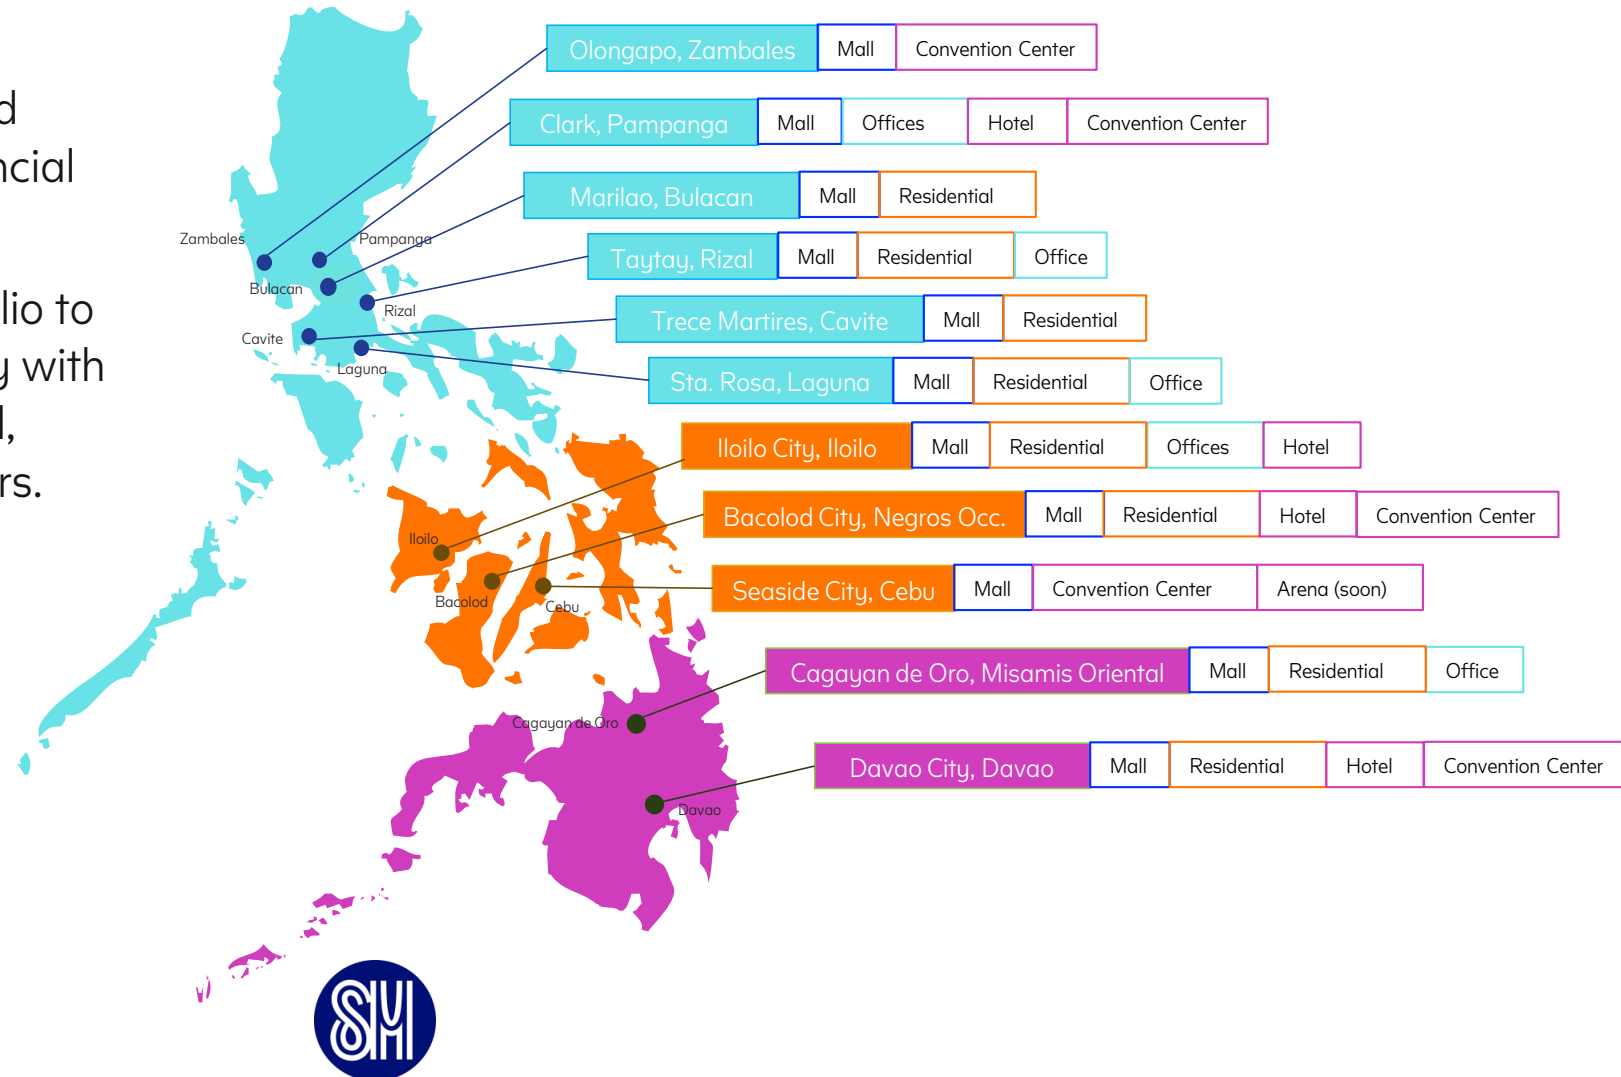 d
ncial
lio to
y with
l,
rs.
Olongapo, Zambales Mall Convention Center
Clark, Pampanga Mall Offices Hotel Convention Center
Marilao, Bulacan Mall Residential
Taytay, Rizal Mall Residential Office
Trece Martires, Cavite Mall Residential
Sta. Rosa, Laguna Mall Residential Office
Iloilo City, Iloilo Mall Residential Offices Hotel
Bacolod City, Negros Occ. Mall Residential Hotel Convention Center
Seaside City, Cebu Mall Convention Center Arena (soon)
Cagayan de Oro, Misamis Oriental Mall Residential Office
Davao City, Davao Mall Residential Hotel Convention Center
Zambales
Pampanga
Bulacan
Rizal
Cavite
Laguna
Iloilo
Bacolod
Cebu
Cagayan de Oro
Davao
SM